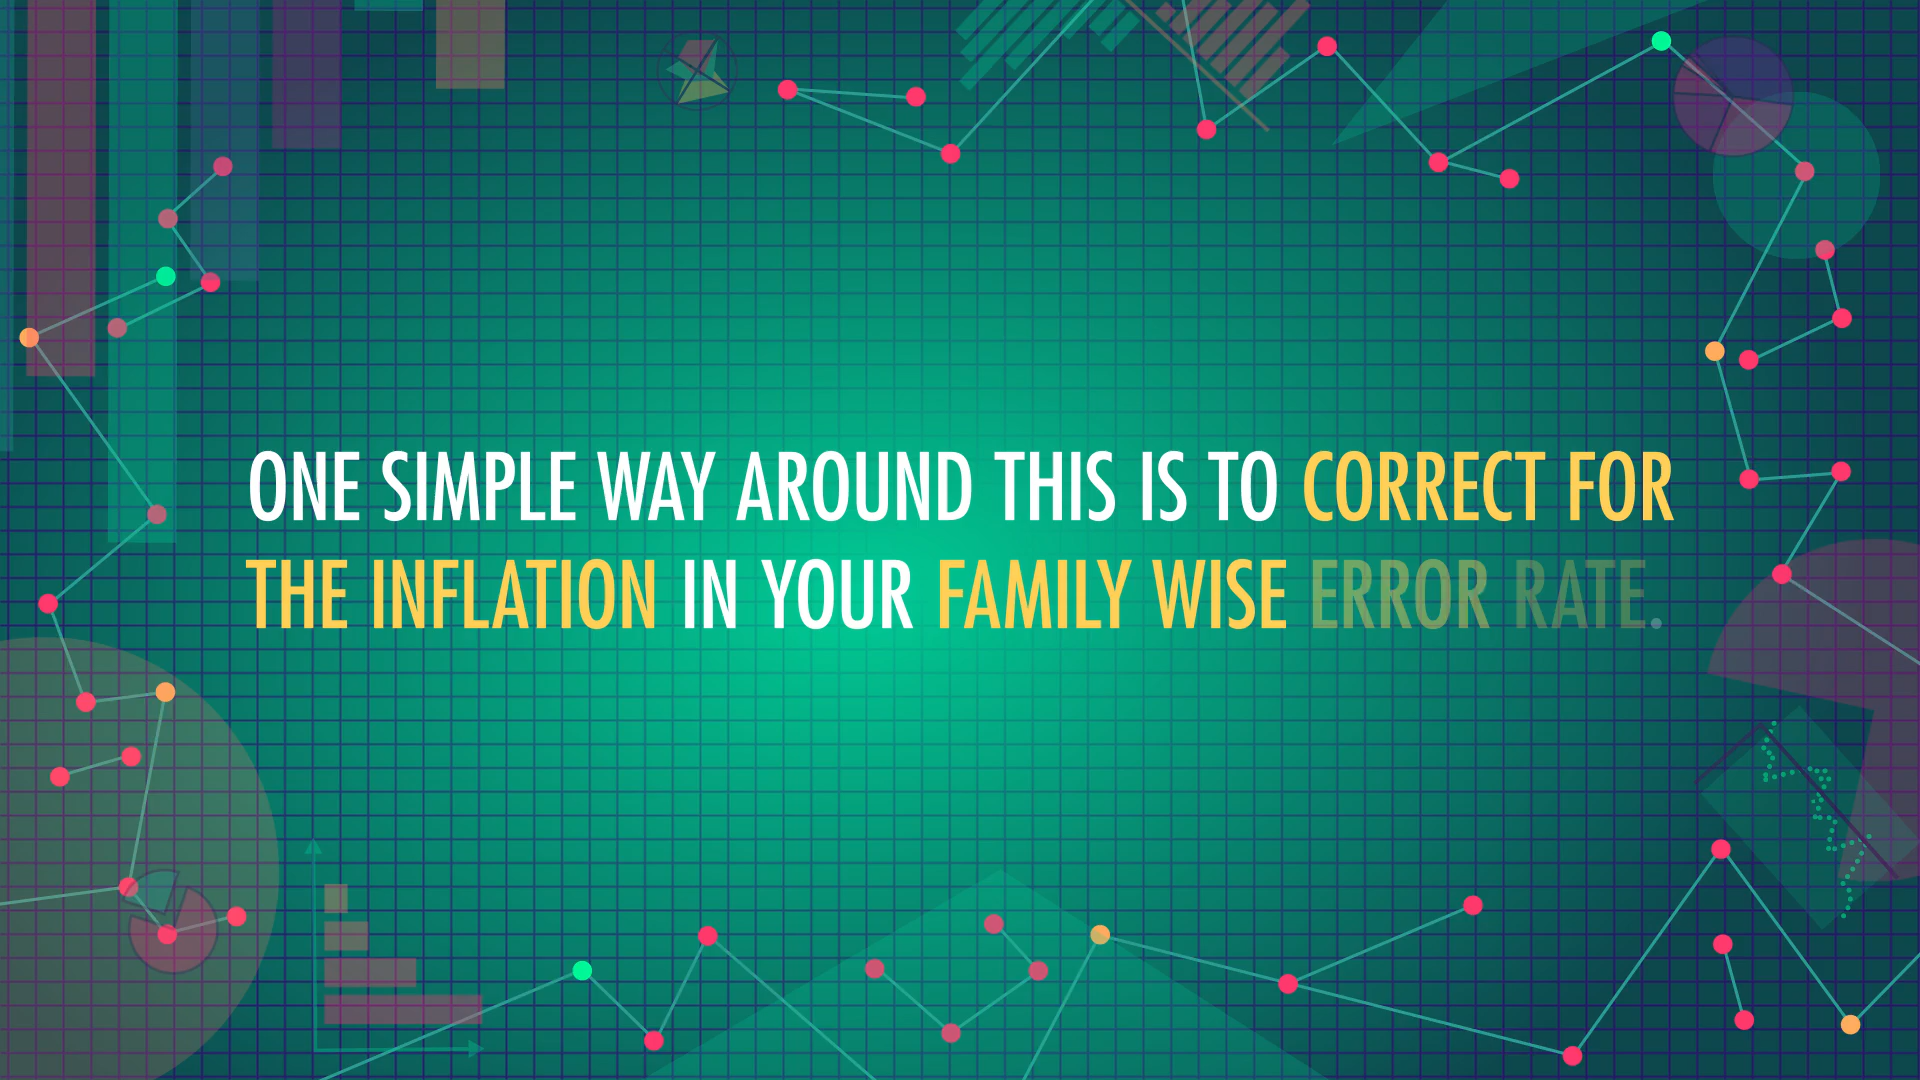 ONE SIMPLE WAY AROUND THIS IS TO CORRECT FOR
THE INFLATION IN YOUR FAMILY WISE ERROR RATE.